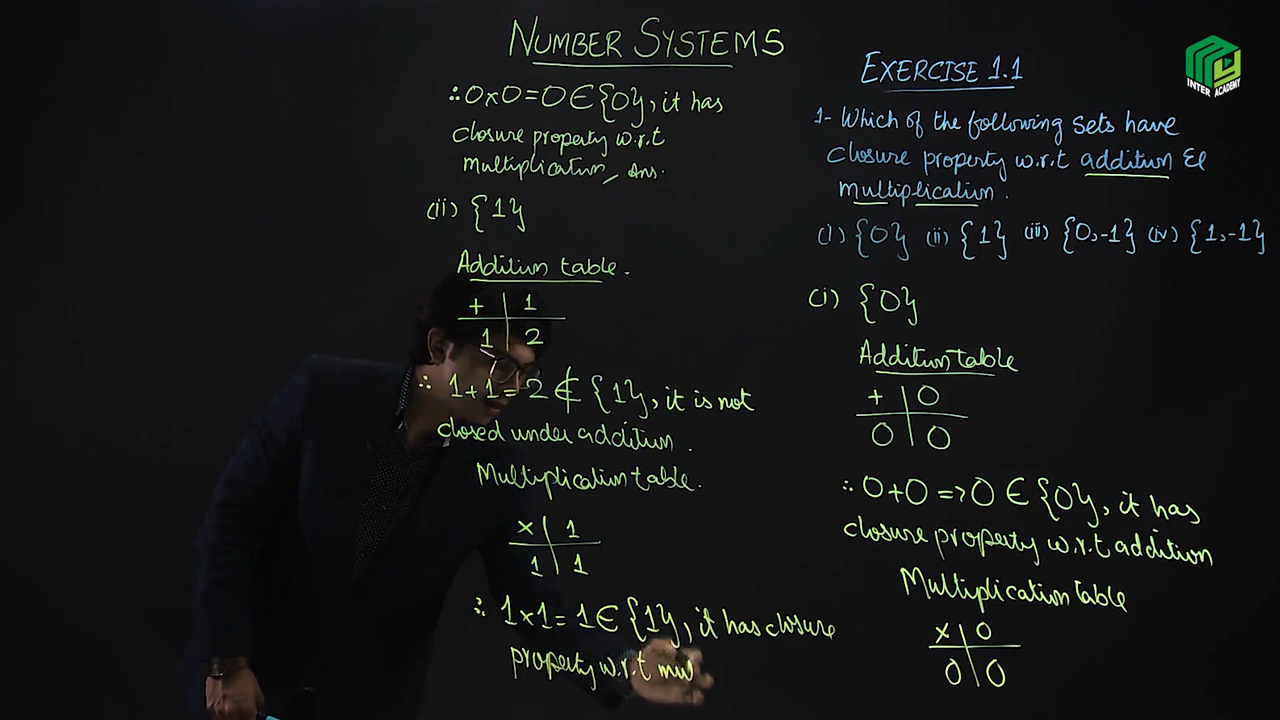 NUMBER SYSTEMS
∴ 0×0=0∈{0}, it has
closure property w.r.t
multiplication, Ans.
(ii) {1}
Addition table.
+ | 1
1 | 2
∴ 1+1=2∉{1}, it is not
closed under addition.
Multiplication table.
× | 1
1 | 1
∴ 1×1=1∈{1}, it has closure
property w.r.t mul
EXERCISE 1.1
1- Which of the following sets have
closure property w.r.t addition &
multiplication.
(i) {0} (ii) {1} (iii) {0,-1} (iv) {1,-1}
(i) {0}
Addition table
+ | 0
0 | 0
∴ 0+0=>0∈{0}, it has
closure property w.r.t addition
Multiplication table
× | 0
0 | 0
INTER ACADEMY